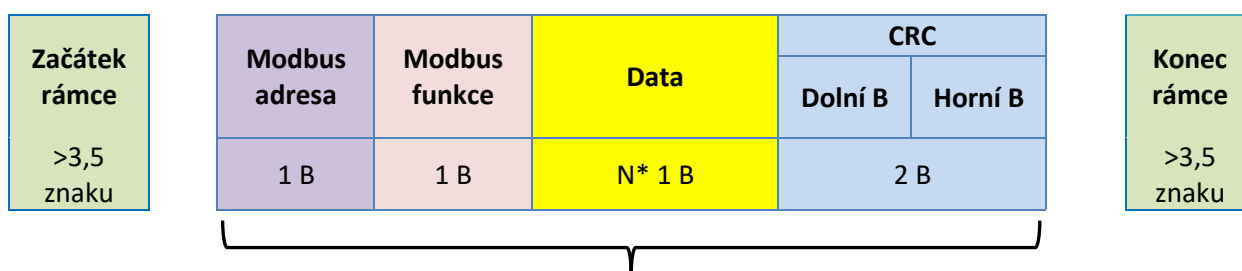 Začátek
rámce
>3,5
znaku
Modbus
adresa
1 B
Modbus
funkce
1 B
Data
N* 1 B
CRC
Dolní B
Horní B
2 B
Konec
rámce
>3,5
znaku